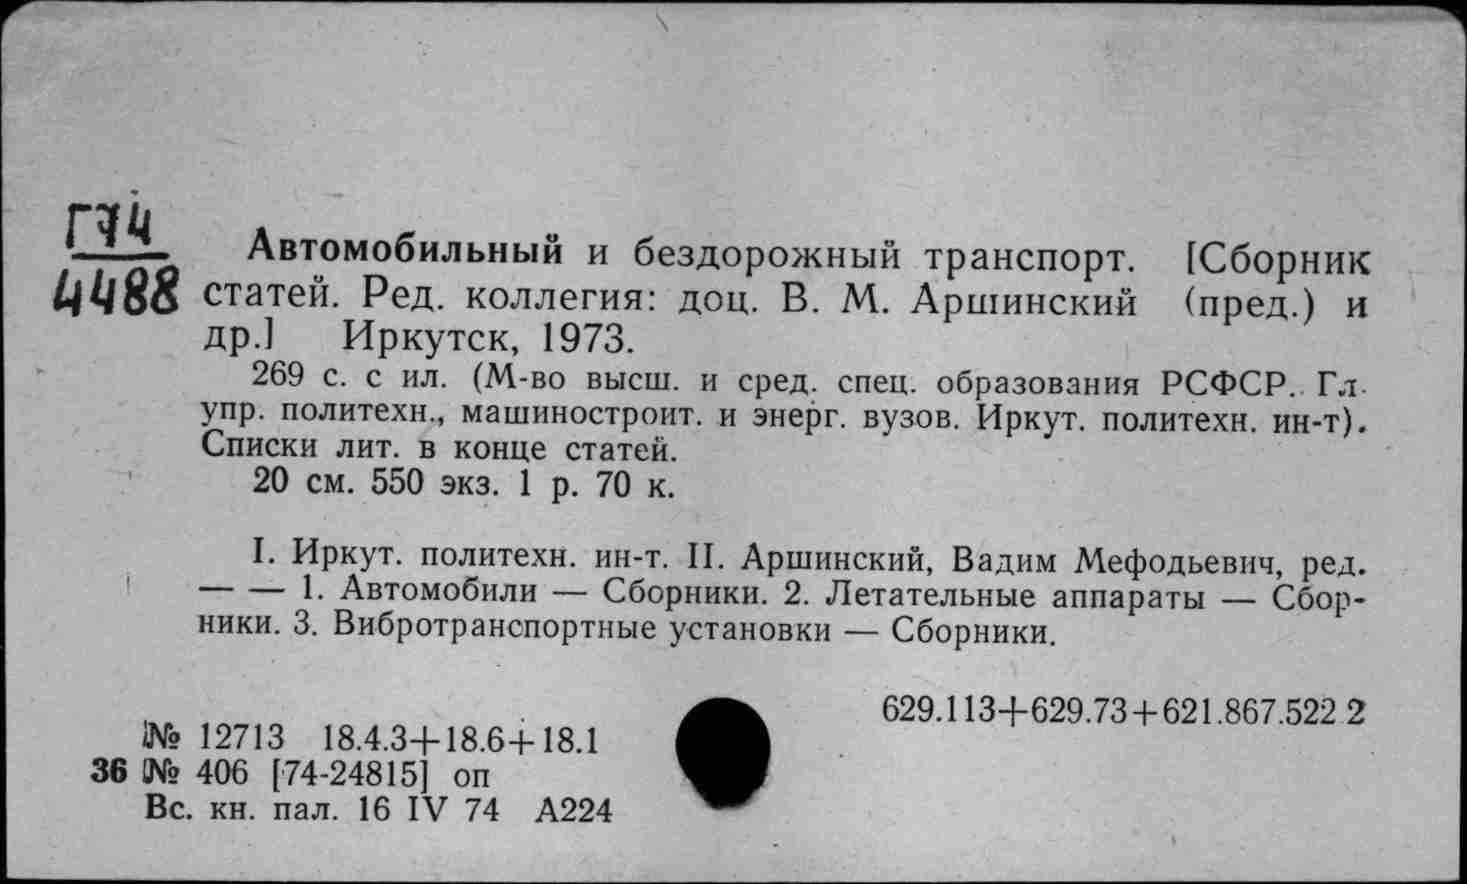 Г74
4488
Автомобильный и бездорожный транспорт. [Сборник
статей. Ред. коллегия: доц. В. М. Аршинский (пред.) и
др.] Иркутск, 1973.
269 с. с ил. (М-во высш. и сред. спец. образования РСФСР. Гл.
упр. политехн., машиностроит. и энерг. вузов. Иркут. политехн. ин-т).
Списки лит. в конце статей.
20 см. 550 экз. 1 р. 70 к.
I. Иркут. политехн. ин-т. II. Аршинский, Вадим Мефодьевич, ред.
— — 1. Автомобили — Сборники. 2. Летательные аппараты — Сбор-
ники. 3. Вибротранспортные установки — Сборники.
629.113+629.73+621.867.522.2
№ 12713 18.4.3+18.6+18.1
36 № 406 [74-24815] оп
Вс. кн. пал. 16 IV 74 А224